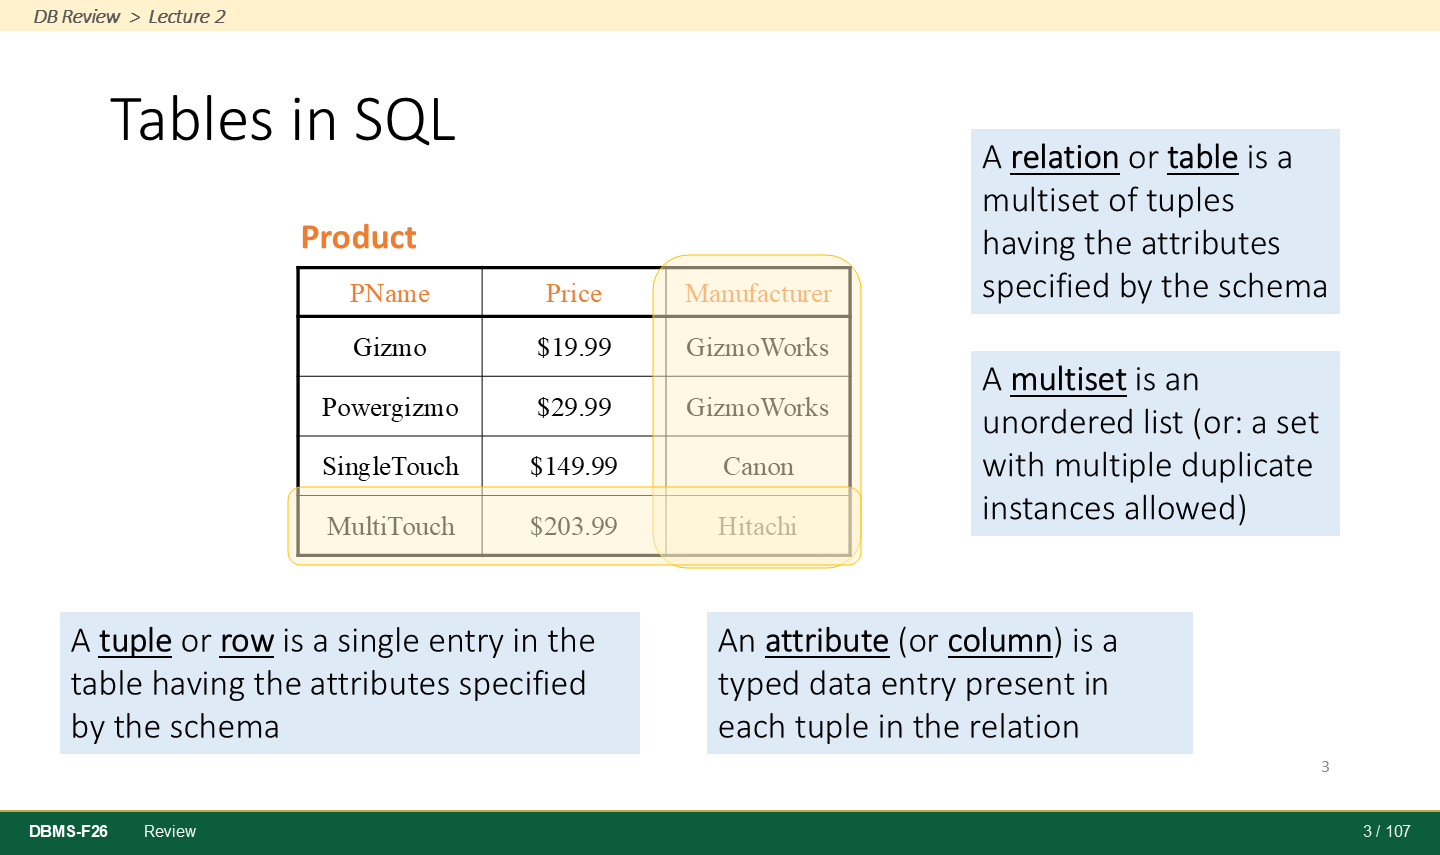 DB Review > Lecture 2
Tables in SQL
Product
PName Price Manufacturer
Gizmo $19.99 GizmoWorks
Powergizmo $29.99 GizmoWorks
SingleTouch $149.99 Canon
MultiTouch $203.99 Hitachi
A relation or table is a
multiset of tuples
having the attributes
specified by the schema
A multiset is an
unordered list (or: a set
with multiple duplicate
instances allowed)
A tuple or row is a single entry in the
table having the attributes specified
by the schema
An attribute (or column) is a
typed data entry present in
each tuple in the relation
3
DBMS-F26 Review 3 / 107